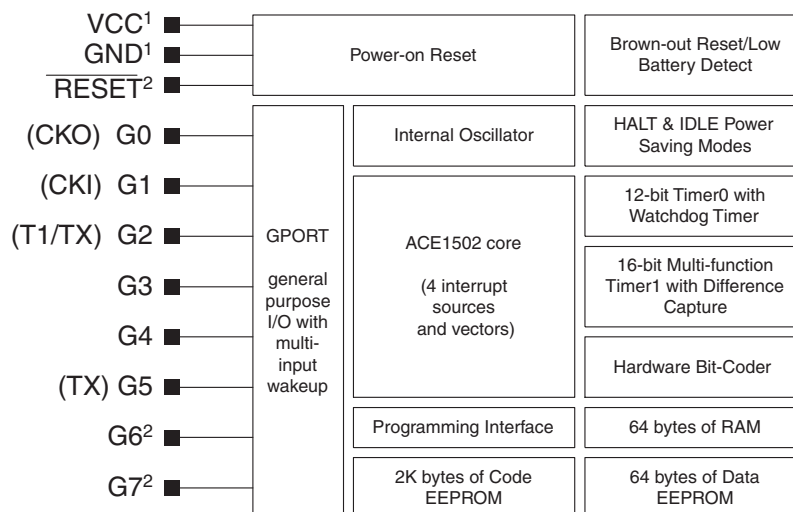 VCC¹
GND¹
RESET²
Power-on Reset
Brown-out Reset/Low
Battery Detect
(CKO) G0
(CKI) G1
(T1/TX) G2
G3
G4
(TX) G5
G6²
G7²
GPORT
general
purpose
I/O with
multi-
input
wakeup
Internal Oscillator
HALT & IDLE Power
Saving Modes
ACE1502 core
(4 interrupt
sources
and vectors)
12-bit Timer0 with
Watchdog Timer
16-bit Multi-function
Timer1 with Difference
Capture
Hardware Bit-Coder
Programming Interface
64 bytes of RAM
2K bytes of Code
EEPROM
64 bytes of Data
EEPROM